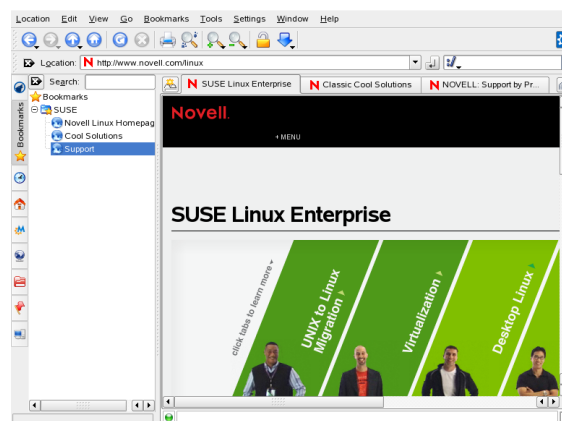 Location Edit View Go Bookmarks Tools Settings Window Help
Location: http://www.novell.com/linux
Search:
SUSE Linux Enterprise
Classic Cool Solutions
NOVELL: Support by Pr...
Bookmarks
Bookmarks
SUSE
Novell Linux Homepag
Cool Solutions
Support
Novell.
+ MENU
SUSE Linux Enterprise
click tabs to learn more
UNIX to Linux
Migration
Virtualization
Desktop Linux